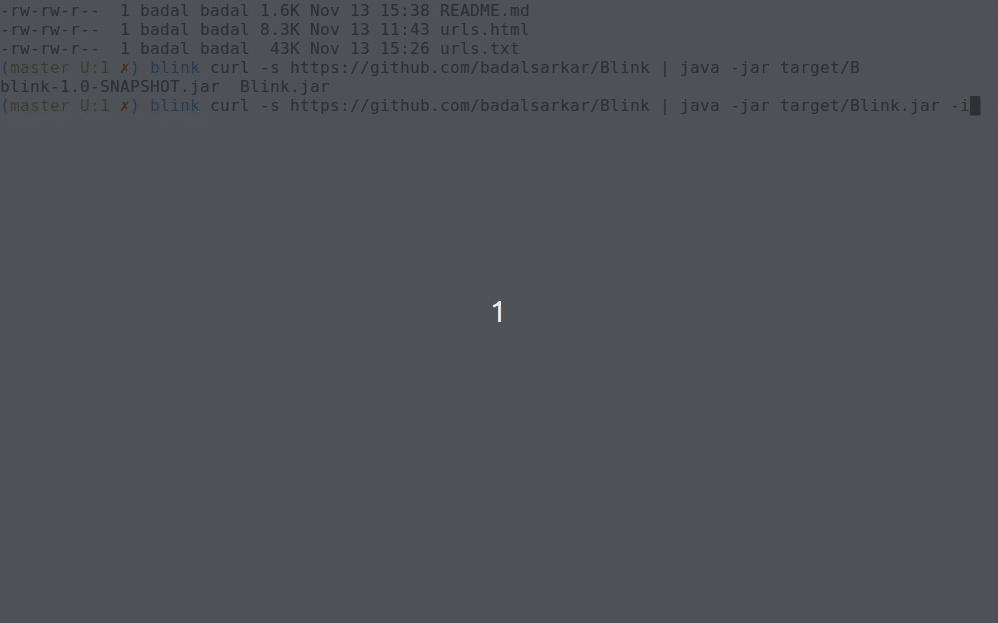 -rw-rw-r--  1 badal badal 1.6K Nov 13 15:38 README.md
-rw-rw-r--  1 badal badal 8.3K Nov 13 11:43 urls.html
-rw-rw-r--  1 badal badal  43K Nov 13 15:26 urls.txt
(master U:1 ✗) blink curl -s https://github.com/badalsarkar/Blink | java -jar target/B
blink-1.0-SNAPSHOT.jar  Blink.jar
(master U:1 ✗) blink curl -s https://github.com/badalsarkar/Blink | java -jar target/Blink.jar -i
1